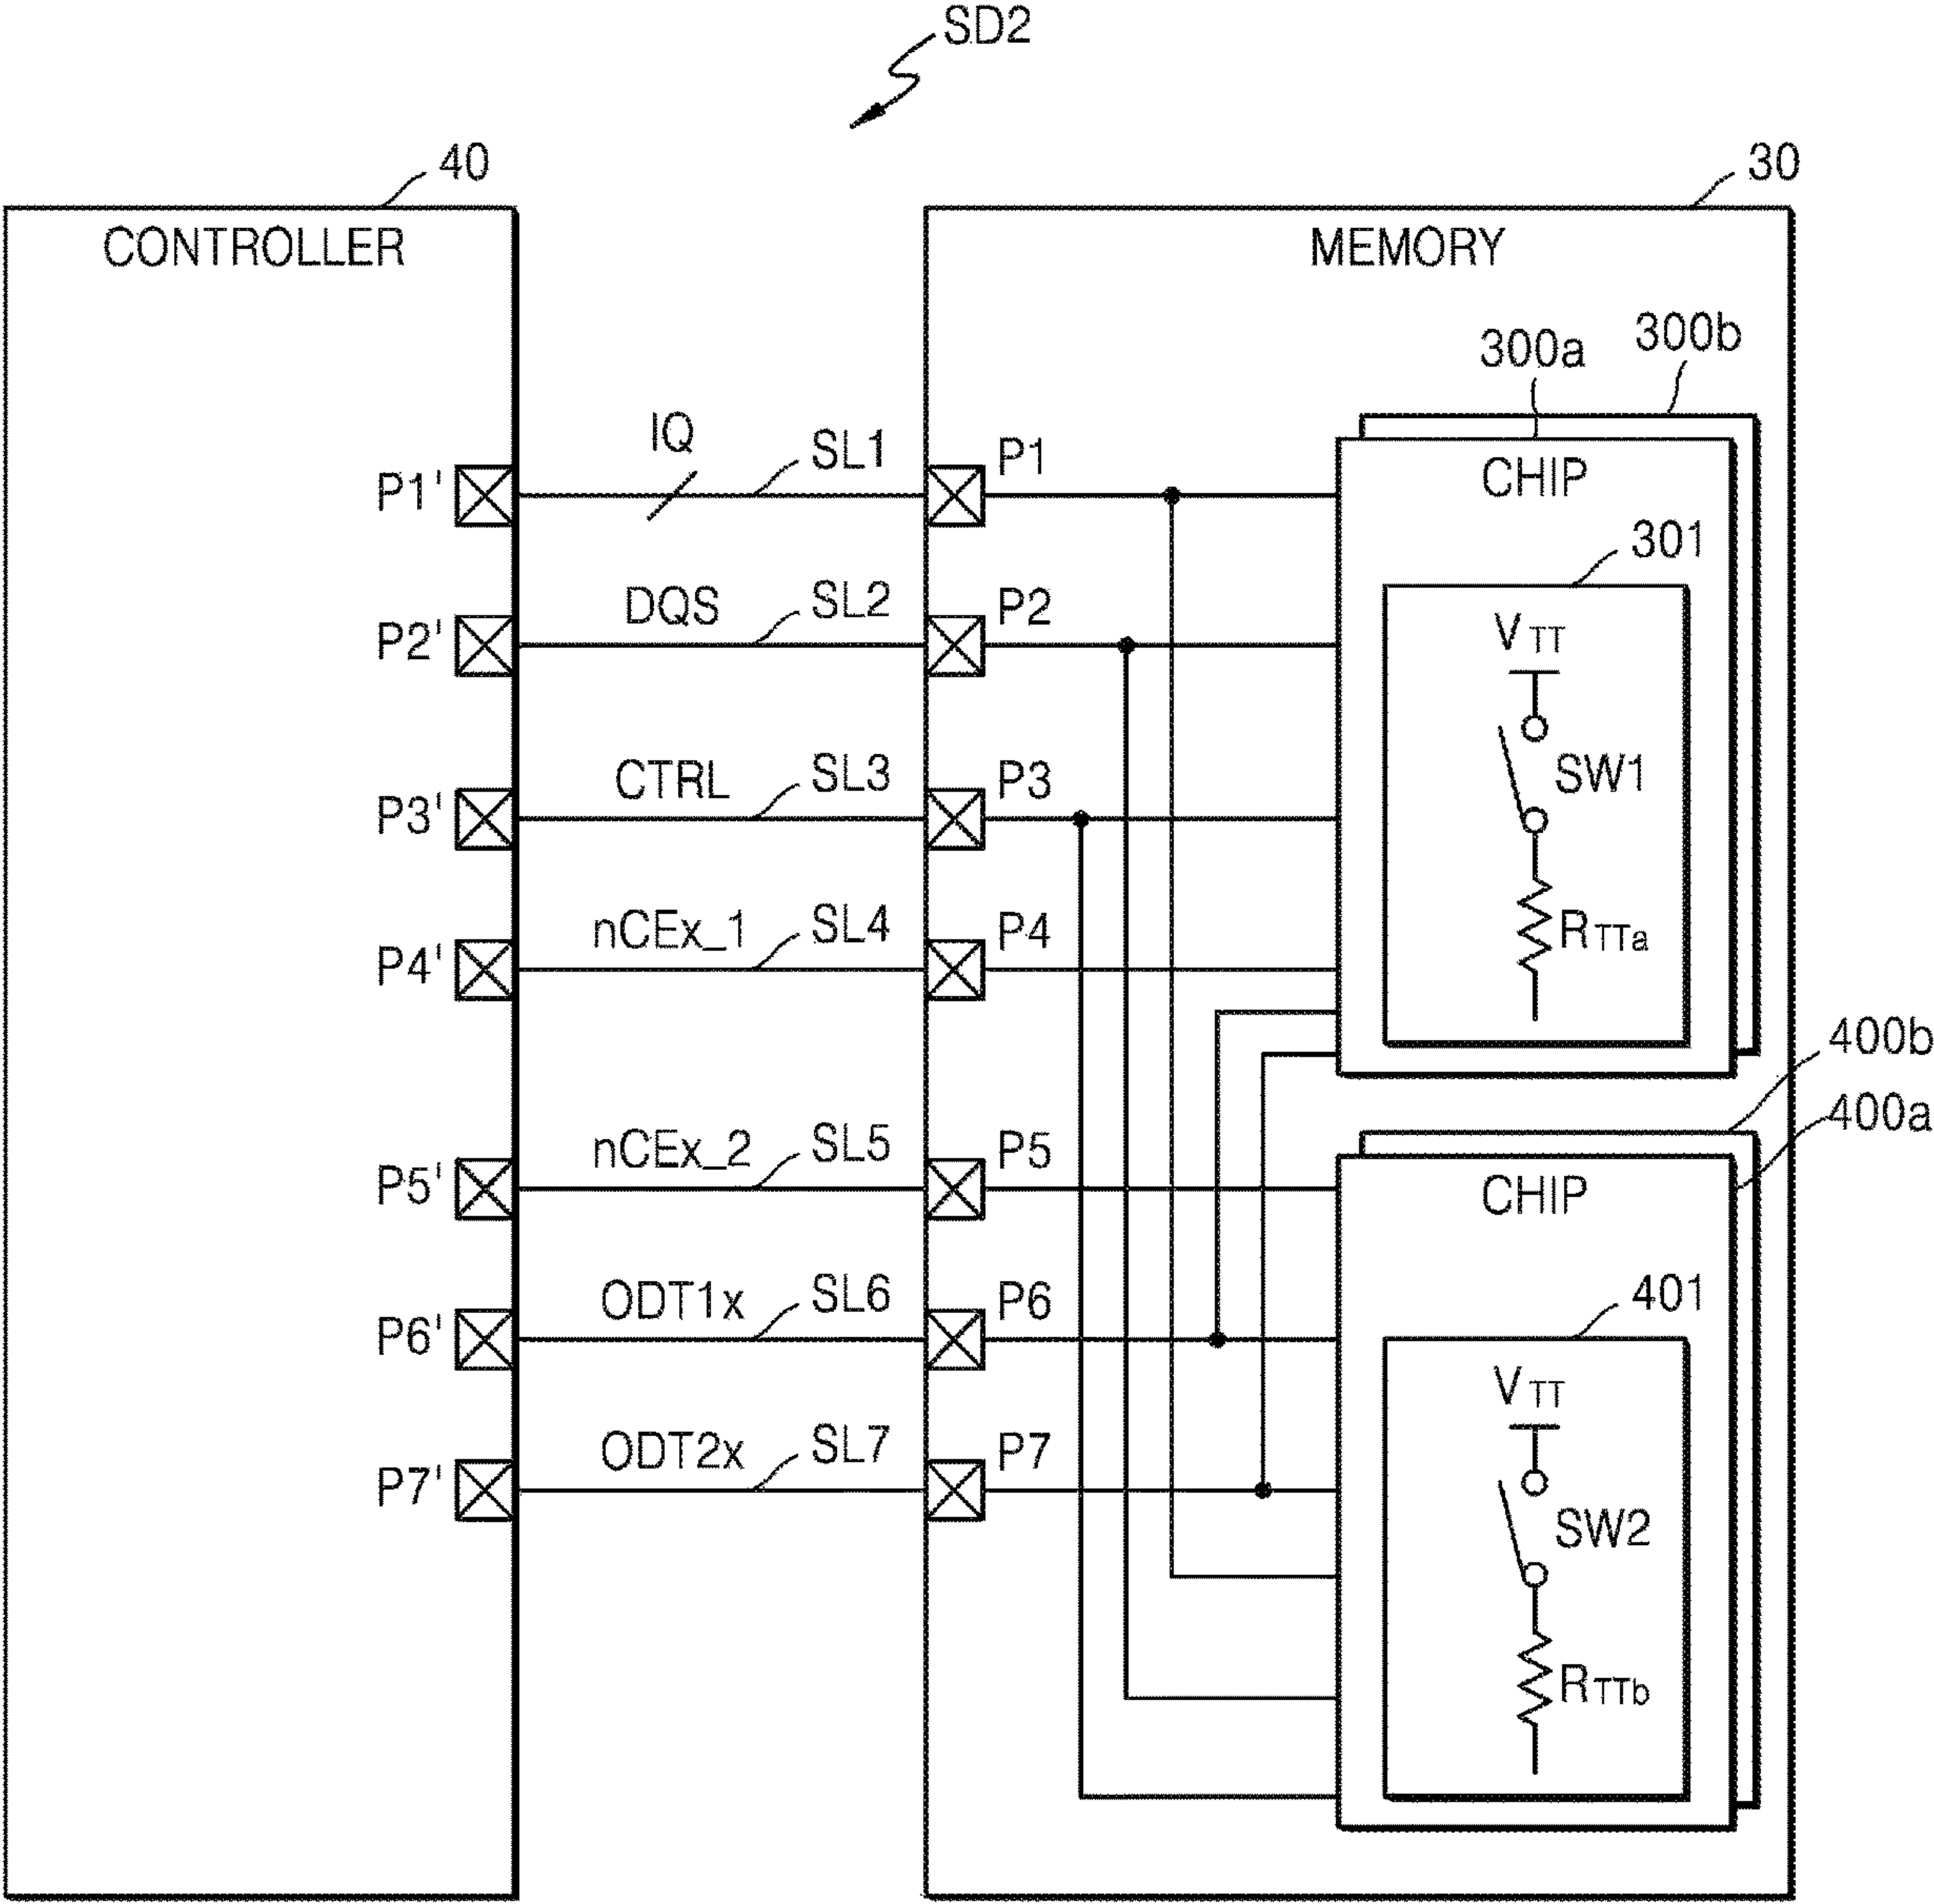 SD2
40
30
CONTROLLER
MEMORY
300b
300a
IQ
SL1
P1'
P1
CHIP
301
DQS
SL2
P2'
P2
VTT
CTRL
SL3
P3'
P3
SW1
nCEx_1
SL4
P4'
P4
RTTa
400b
400a
nCEx_2
SL5
P5'
P5
CHIP
ODT1x
SL6
P6'
P6
401
VTT
ODT2x
SL7
P7'
P7
SW2
RTTb